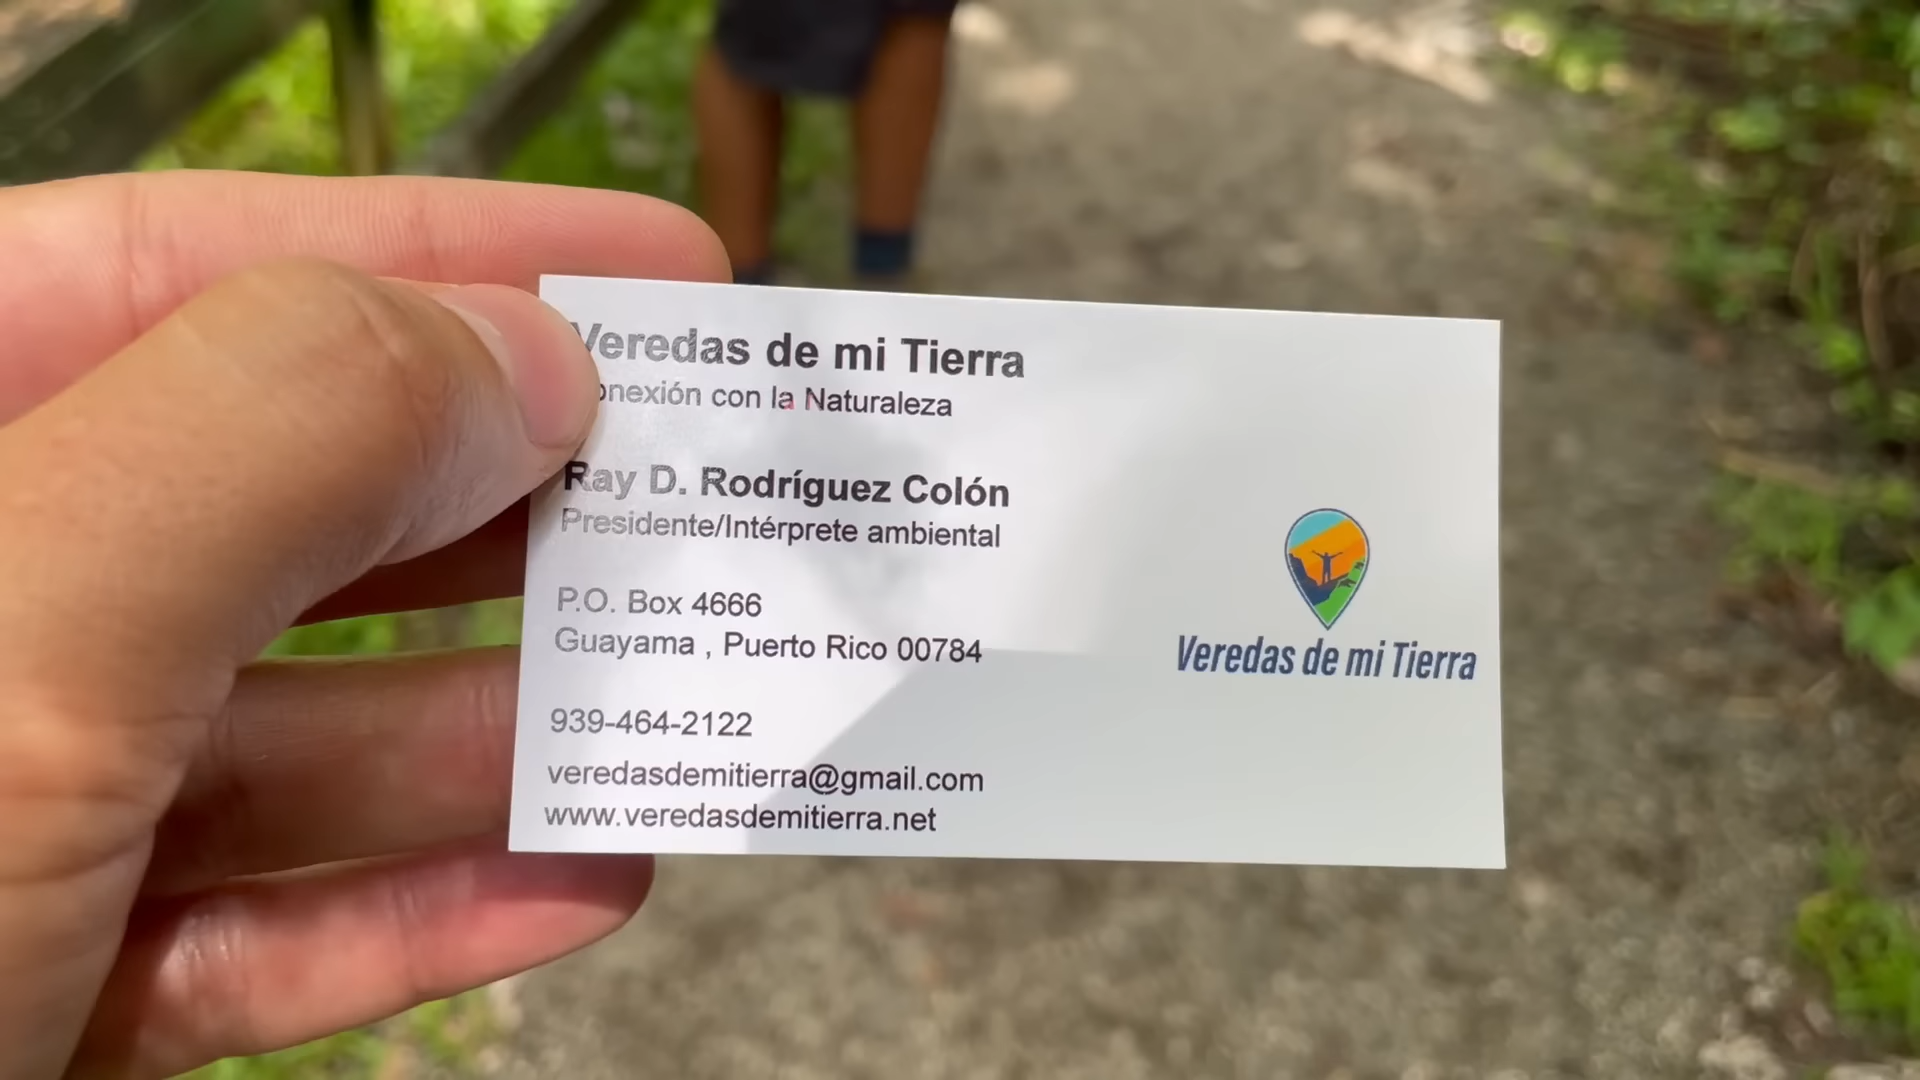 Veredas de mi Tierra
onexión con la Naturaleza
Ray D. Rodríguez Colón
Presidente/Intérprete ambiental
P.O. Box 4666
Guayama , Puerto Rico 00784
939-464-2122
veredasdemitierra@gmail.com
www.veredasdemitierra.net
Veredas de mi Tierra